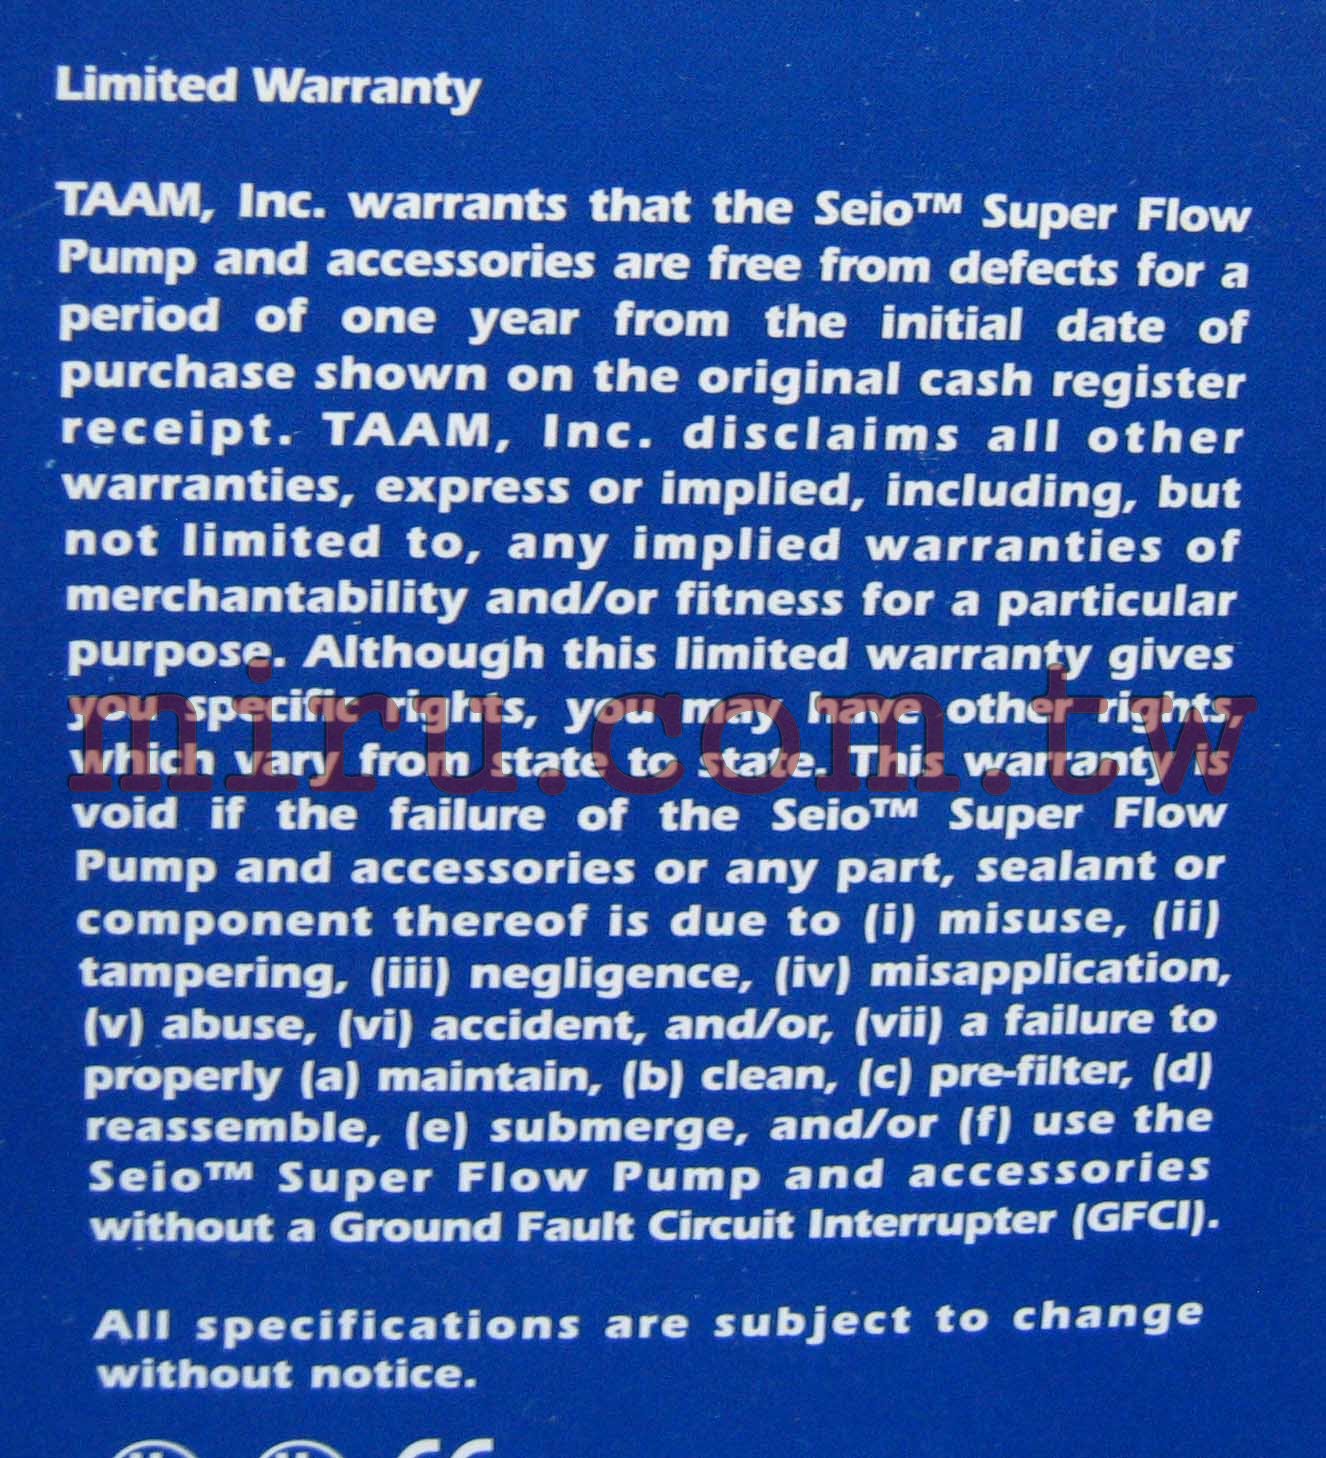 Limited Warranty
TAAM, Inc. warrants that the Seio™ Super Flow
Pump and accessories are free from defects for a
period of one year from the initial date of
purchase shown on the original cash register
receipt. TAAM, Inc. disclaims all other
warranties, express or implied, including, but
not limited to, any implied warranties of
merchantability and/or fitness for a particular
purpose. Although this limited warranty gives
you specific rights, you may have other rights,
which vary from state to state. This warranty is
miru.com.tw
void if the failure of the Seio™ Super Flow
Pump and accessories or any part, sealant or
component thereof is due to (i) misuse, (ii)
tampering, (iii) negligence, (iv) misapplication,
(v) abuse, (vi) accident, and/or, (vii) a failure to
properly (a) maintain, (b) clean, (c) pre-filter, (d)
reassemble, (e) submerge, and/or (f) use the
Seio™ Super Flow Pump and accessories
without a Ground Fault Circuit Interrupter (GFCI).
All specifications are subject to change
without notice.